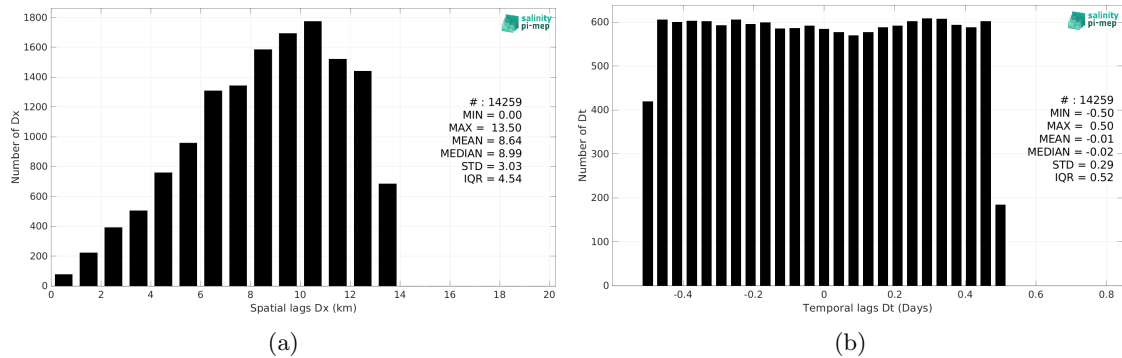 1800
1600
1400
1200
1000
800
600
400
200
0
Number of Dx
0 2 4 6 8 10 12 14 16 18 20
Spatial lags Dx (km)
salinity
pi-mep
# : 14259
MIN = 0.00
MAX = 13.50
MEAN = 8.64
MEDIAN = 8.99
STD = 3.03
IQR = 4.54
(a)
600
500
400
300
200
100
0
Number of Dt
-0.4 -0.2 0 0.2 0.4 0.6 0.8
Temporal lags Dt (Days)
salinity
pi-mep
# : 14259
MIN = -0.50
MAX = 0.50
MEAN = -0.01
MEDIAN = -0.02
STD = 0.29
IQR = 0.52
(b)